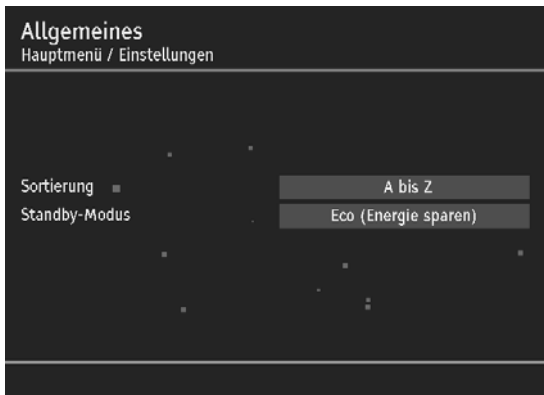 Allgemeines
Hauptmenü / Einstellungen
Sortierung
A bis Z
Standby-Modus
Eco (Energie sparen)